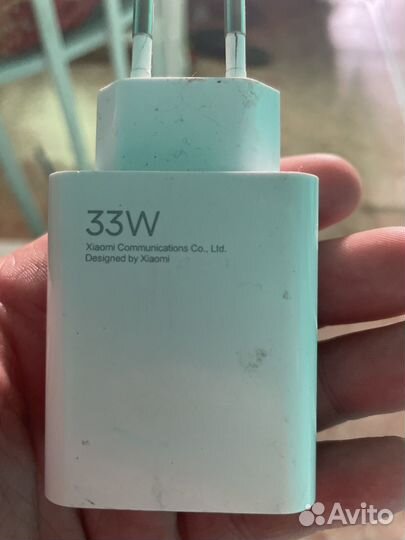 33W
Xiaomi Communications Co., Ltd.
Designed by Xiaomi
Avito